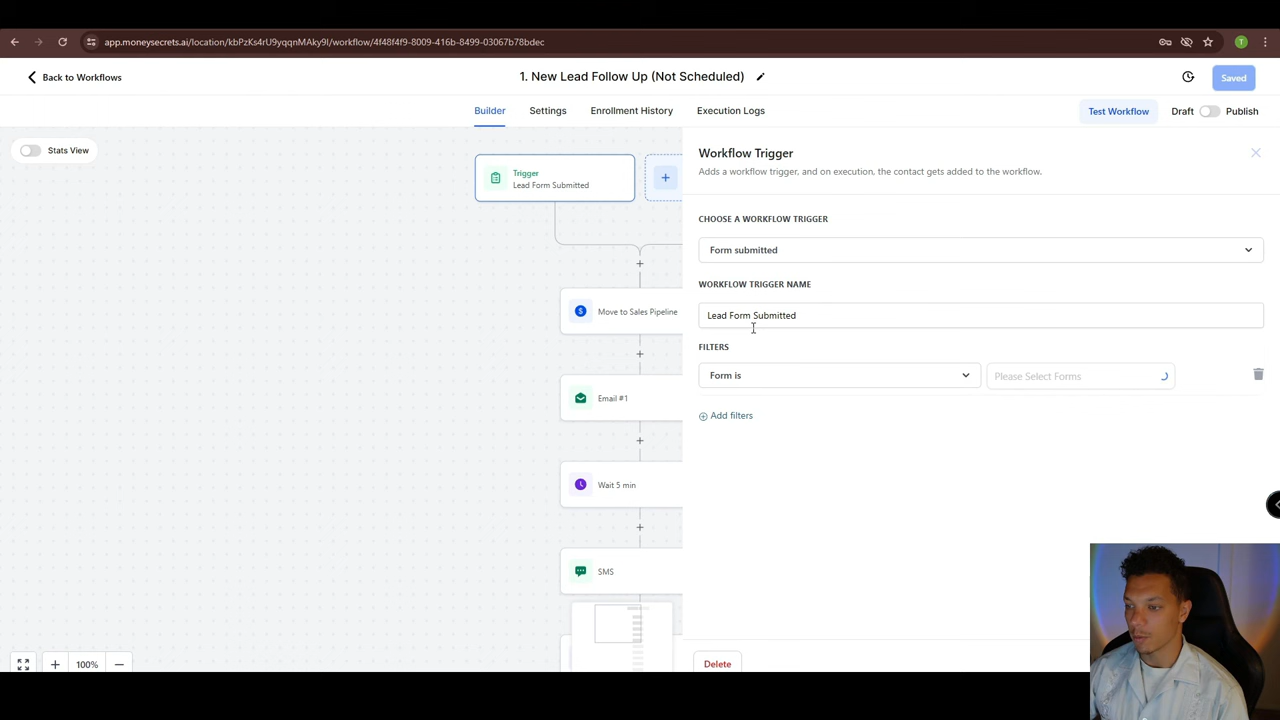 app.moneysecrets.ai/location/kbPzKs4rU9yqqnMAky9I/workflow/4f48f4f9-8009-416b-8499-03067b78bdec
T
Back to Workflows
1. New Lead Follow Up (Not Scheduled)
Saved
Builder
Settings
Enrollment History
Execution Logs
Test Workflow
Draft
Publish
Stats View
Trigger
Lead Form Submitted
Move to Sales Pipeline
Email #1
Wait 5 min
SMS
100%
Workflow Trigger
Adds a workflow trigger, and on execution, the contact gets added to the workflow.
CHOOSE A WORKFLOW TRIGGER
Form submitted
WORKFLOW TRIGGER NAME
Lead Form Submitted
FILTERS
Form is
Please Select Forms
Add filters
Delete